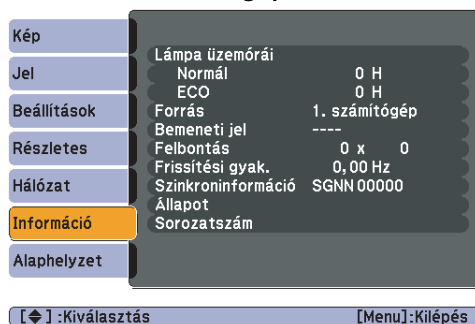 Kép
Jel
Beállítások
Részletes
Hálózat
Információ
Alaphelyzet
Lámpa üzemórái
Normál 0 H
ECO 0 H
Forrás 1. számítógép
Bemeneti jel ----
Felbontás 0 x 0
Frissítési gyak. 0,00 Hz
Szinkroninformáció SGNN 00000
Állapot
Sorozatszám
[◆] :Kiválasztás [Menu]:Kilépés